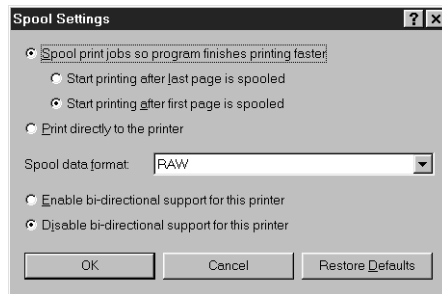 Spool Settings
Spool print jobs so program finishes printing faster
Start printing after last page is spooled
Start printing after first page is spooled
Print directly to the printer
Spool data format: RAW
Enable bi-directional support for this printer
Disable bi-directional support for this printer
OK Cancel Restore Defaults